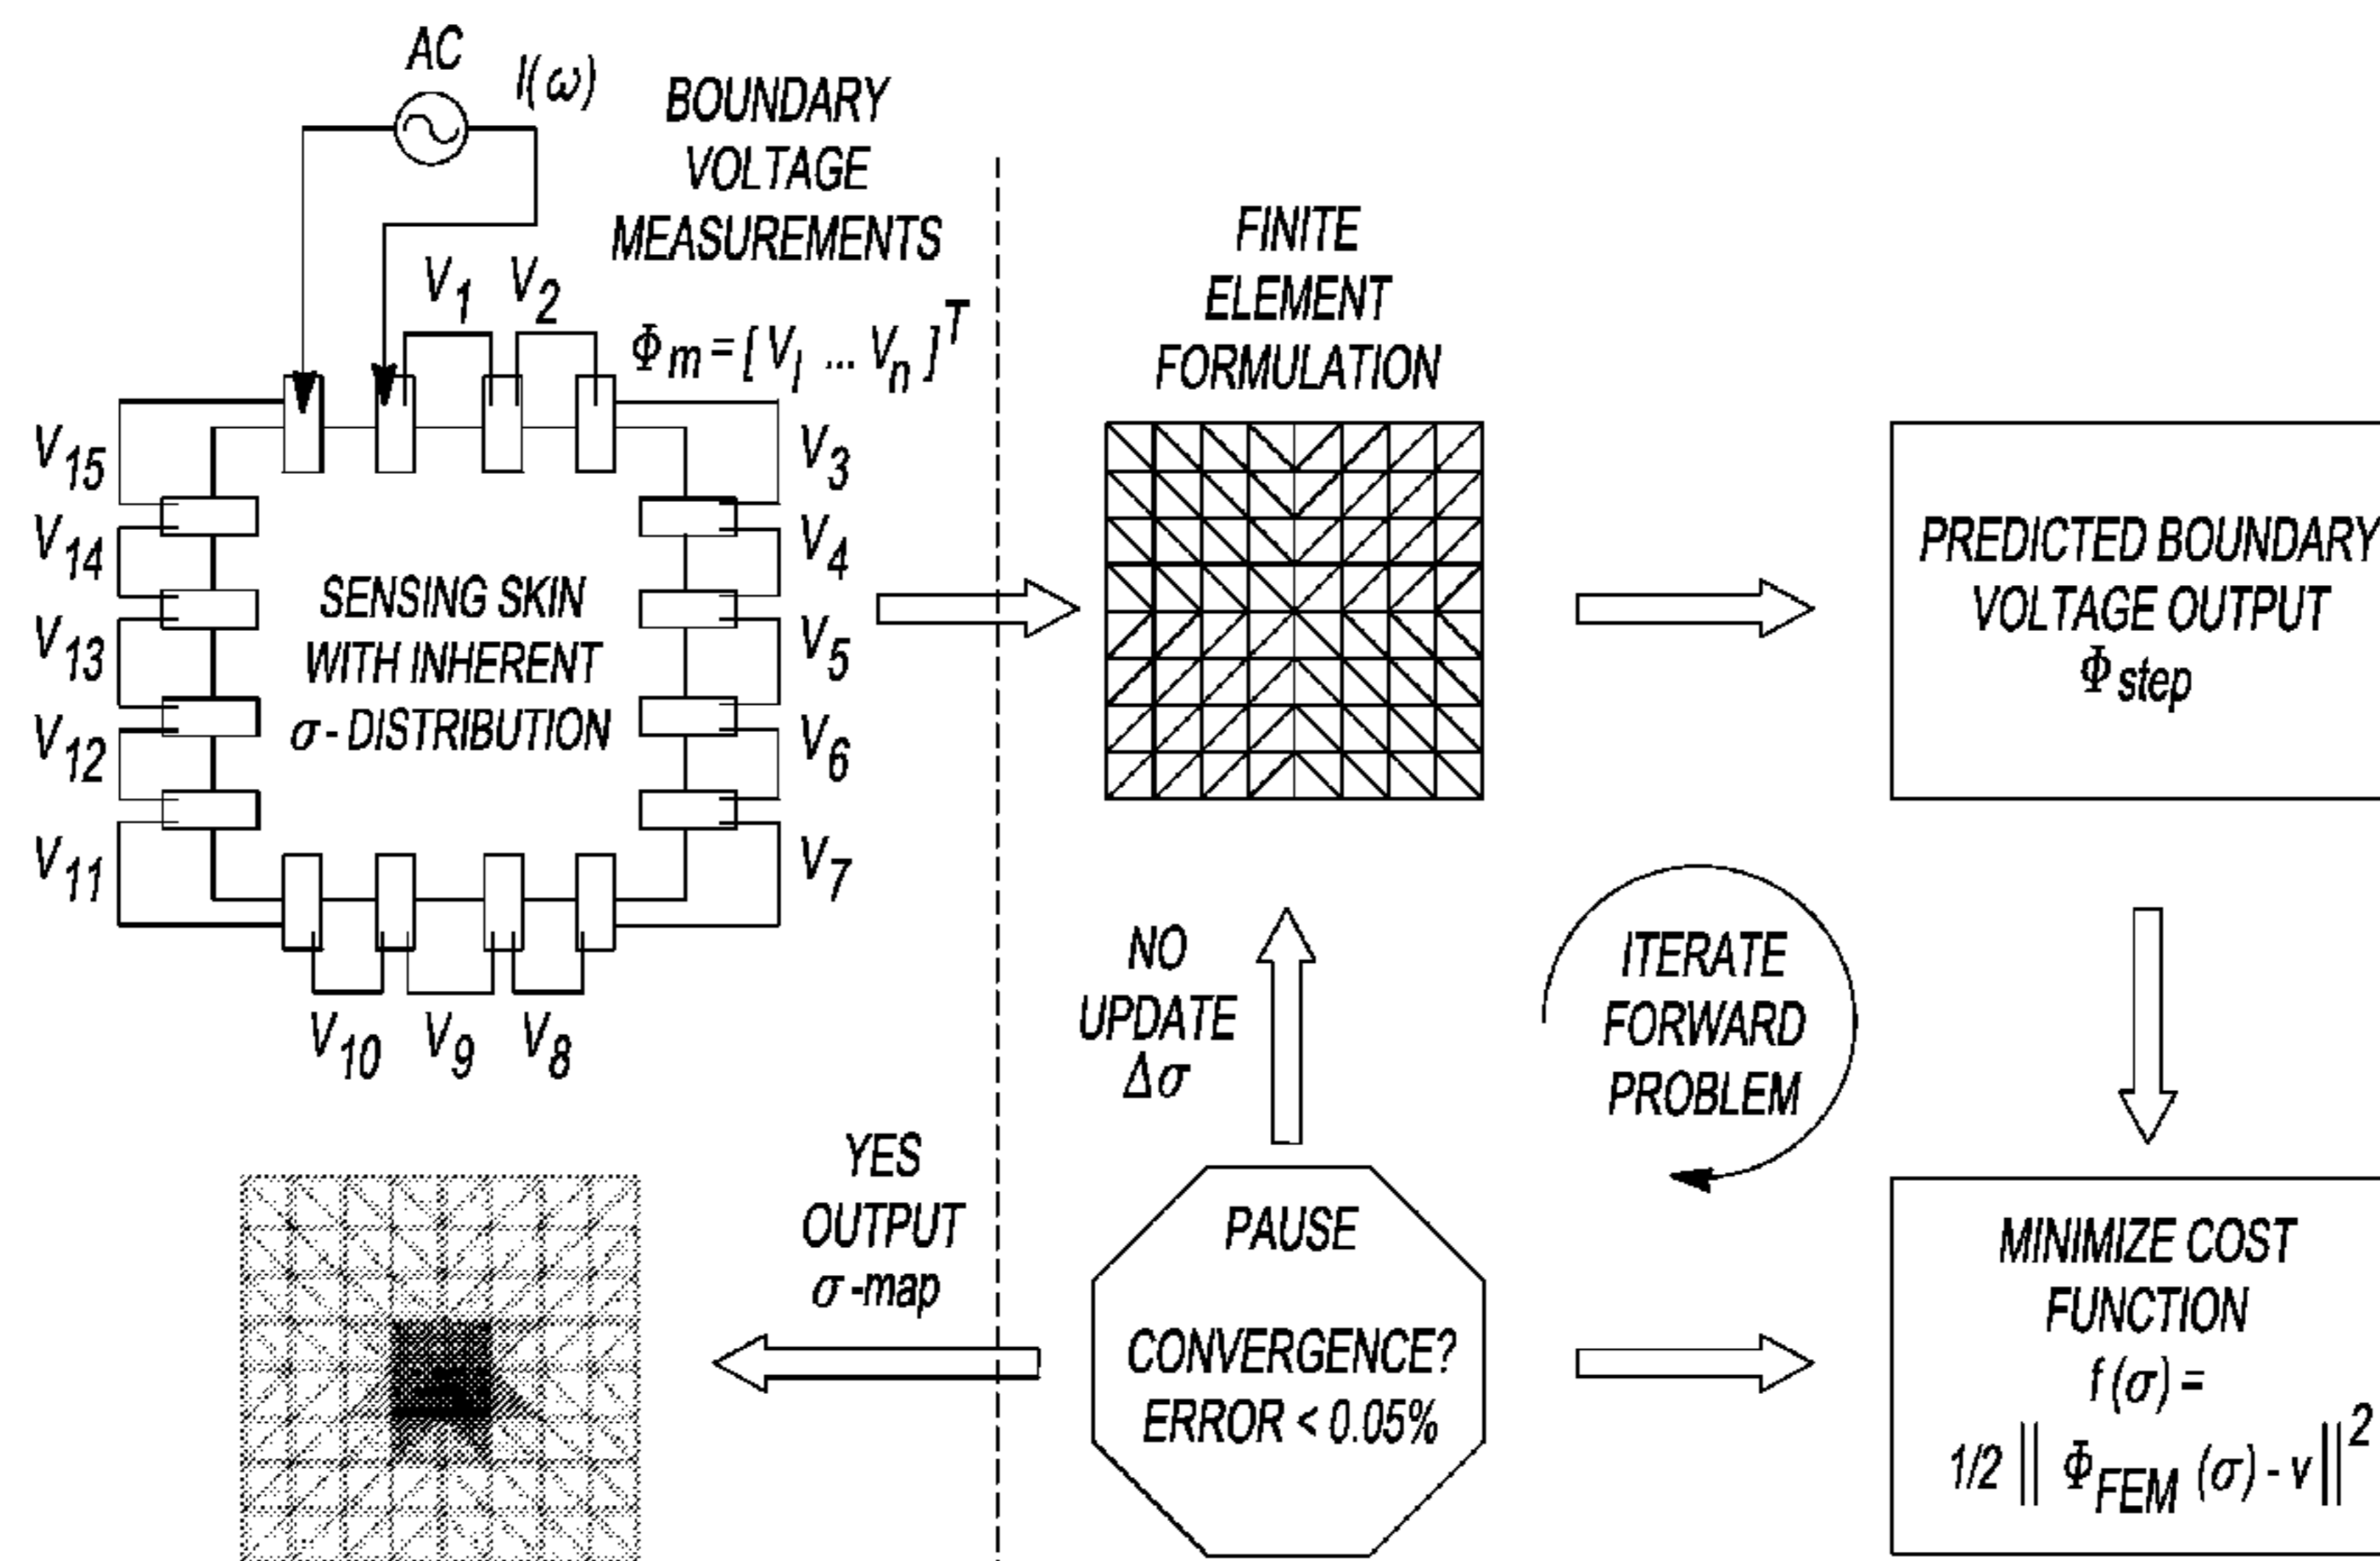 AC
I(ω)
BOUNDARY
VOLTAGE
MEASUREMENTS
V1 V2
Φm = [ V1 ... Vn ]T
V15
V14
V13
V12
V11
SENSING SKIN
WITH INHERENT
σ - DISTRIBUTION
V3
V4
V5
V6
V7
V10 V9 V8
FINITE
ELEMENT
FORMULATION
PREDICTED BOUNDARY
VOLTAGE OUTPUT
Φstep
NO
UPDATE
Δσ
ITERATE
FORWARD
PROBLEM
YES
OUTPUT
σ -map
PAUSE
CONVERGENCE?
ERROR < 0.05%
MINIMIZE COST
FUNCTION
f (σ) =
1/2 || ΦFEM (σ) - v ||2